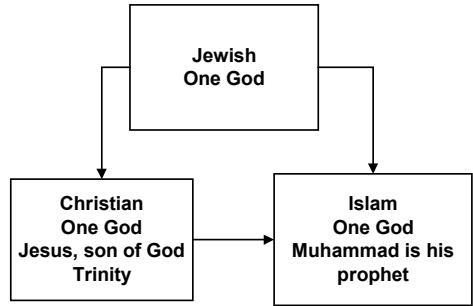 Jewish
One God
Christian
One God
Jesus, son of God
Trinity
Islam
One God
Muhammad is his
prophet